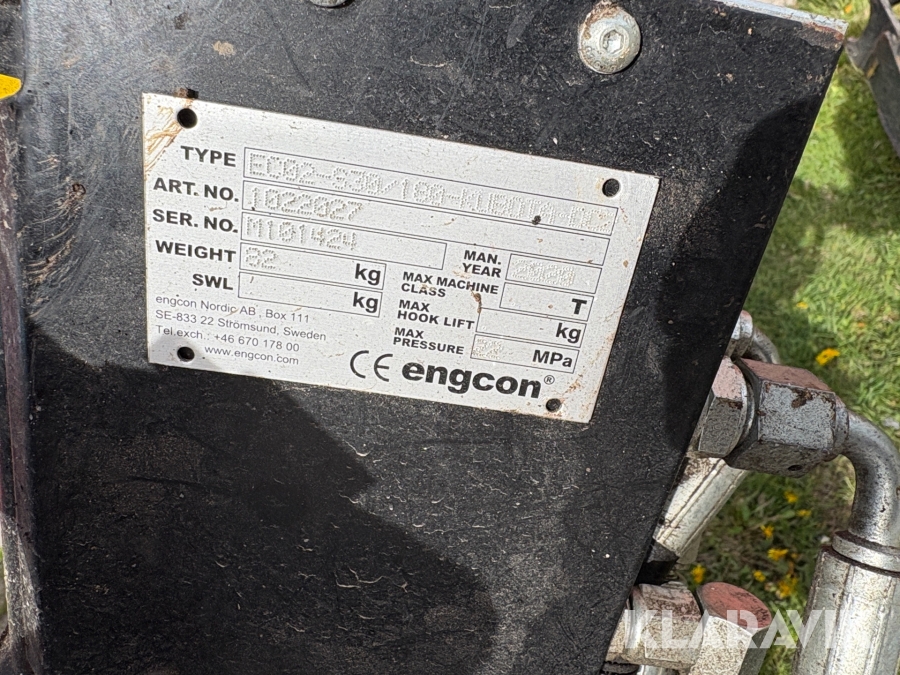 TYPE EC02-S30/180-KUBOTA
ART. NO. 1022027
SER. NO. M101424
WEIGHT 82 kg
SWL / kg
MAN. YEAR
MAX MACHINE CLASS T
MAX HOOK LIFT kg
MAX PRESSURE MPa
engcon Nordic AB , Box 111
SE-833 22 Strömsund, Sweden
Tel.exch.: +46 670 178 00
www.engcon.com
CE engcon®
KLARAVIK